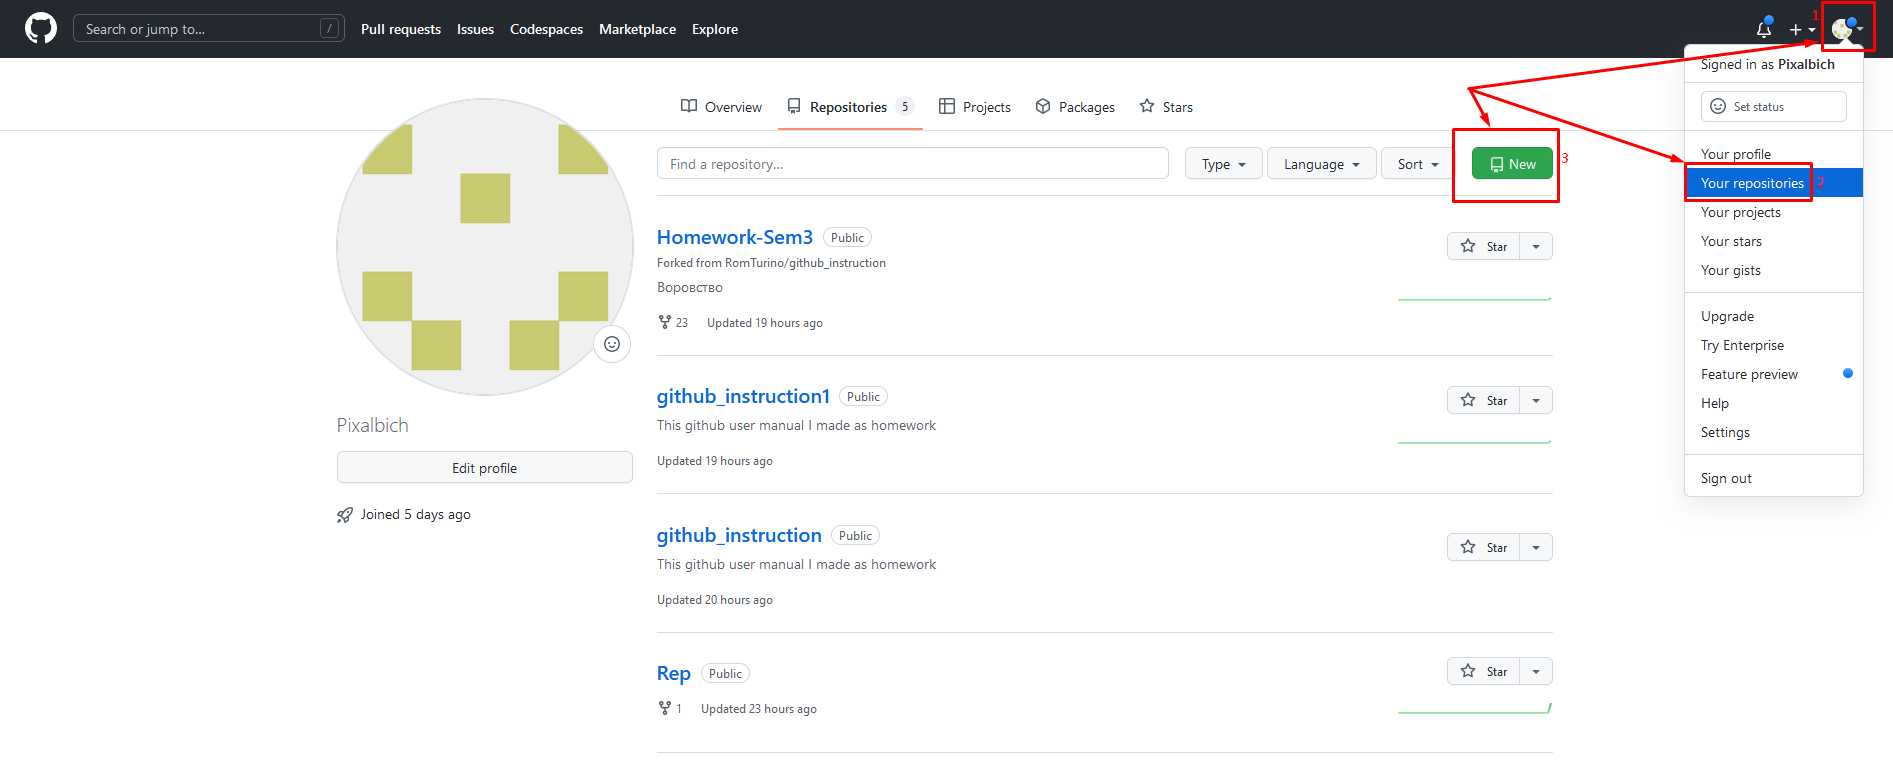 Search or jump to... /
Pull requests
Issues
Codespaces
Marketplace
Explore
1
Signed in as Pixalbich
Set status
Your profile
Your repositories 2
Your projects
Your stars
Your gists
Upgrade
Try Enterprise
Feature preview
Help
Settings
Sign out
Overview
Repositories 5
Projects
Packages
Stars
Find a repository...
Type
Language
Sort
New 3
Pixalbich
Edit profile
Joined 5 days ago
Homework-Sem3 Public
Star
Forked from RomTurino/github_instruction
Воровство
23 Updated 19 hours ago
github_instruction1 Public
Star
This github user manual I made as homework
Updated 19 hours ago
github_instruction Public
Star
This github user manual I made as homework
Updated 20 hours ago
Rep Public
Star
1 Updated 23 hours ago